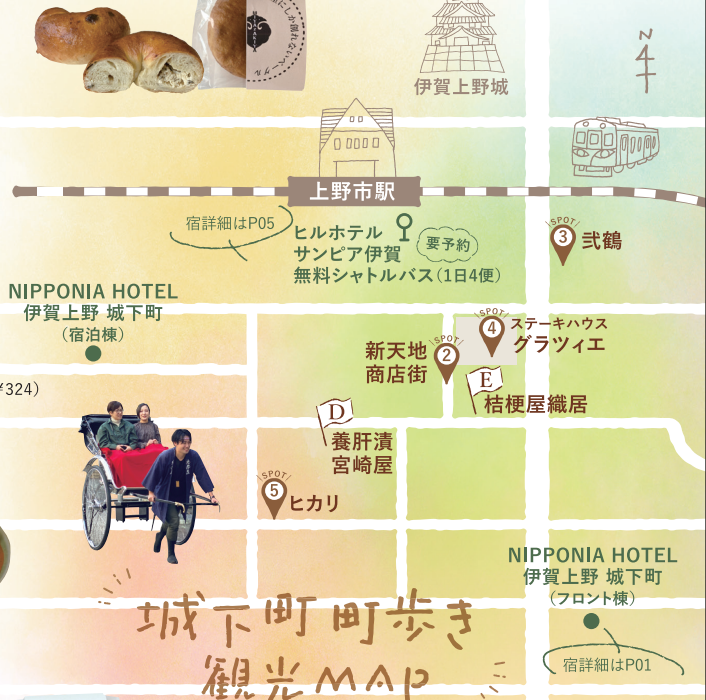 伊賀上野城
N
上野市駅
宿詳細はP05
ヒルホテル
サンピア伊賀
無料シャトルバス(1日4便)
要予約
SPOT
3
弐鶴
NIPPONIA HOTEL
伊賀上野 城下町
(宿泊棟)
SPOT
4
ステーキハウス
グラツィエ
新天地
商店街
SPOT
2
E
桔梗屋織居
¥324)
D
養肝漬
宮崎屋
SPOT
5
ヒカリ
NIPPONIA HOTEL
伊賀上野 城下町
(フロント棟)
宿詳細はP01
城下町町歩き
観光MAP